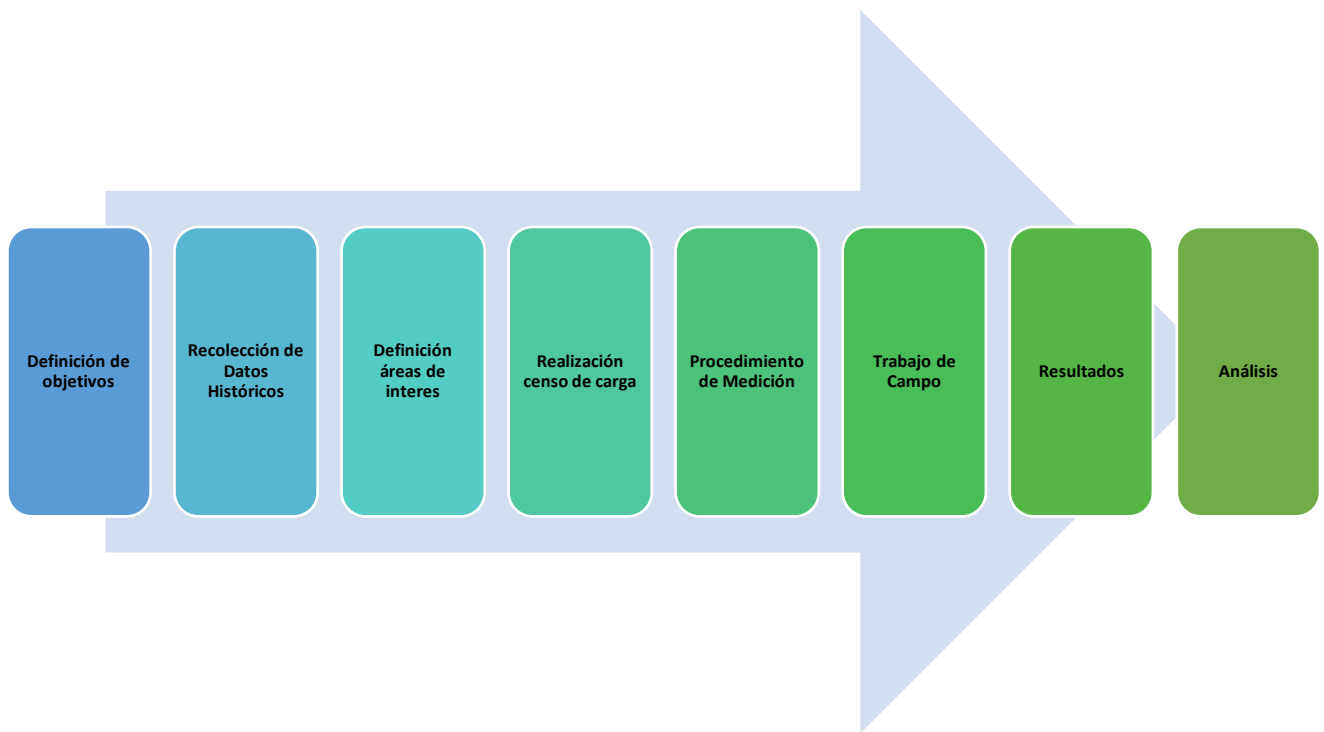 Definición de
objetivos
Recolección de
Datos
Históricos
Definición
áreas de
interes
Realización
censo de carga
Procedimiento
de Medición
Trabajo de
Campo
Resultados
Análisis